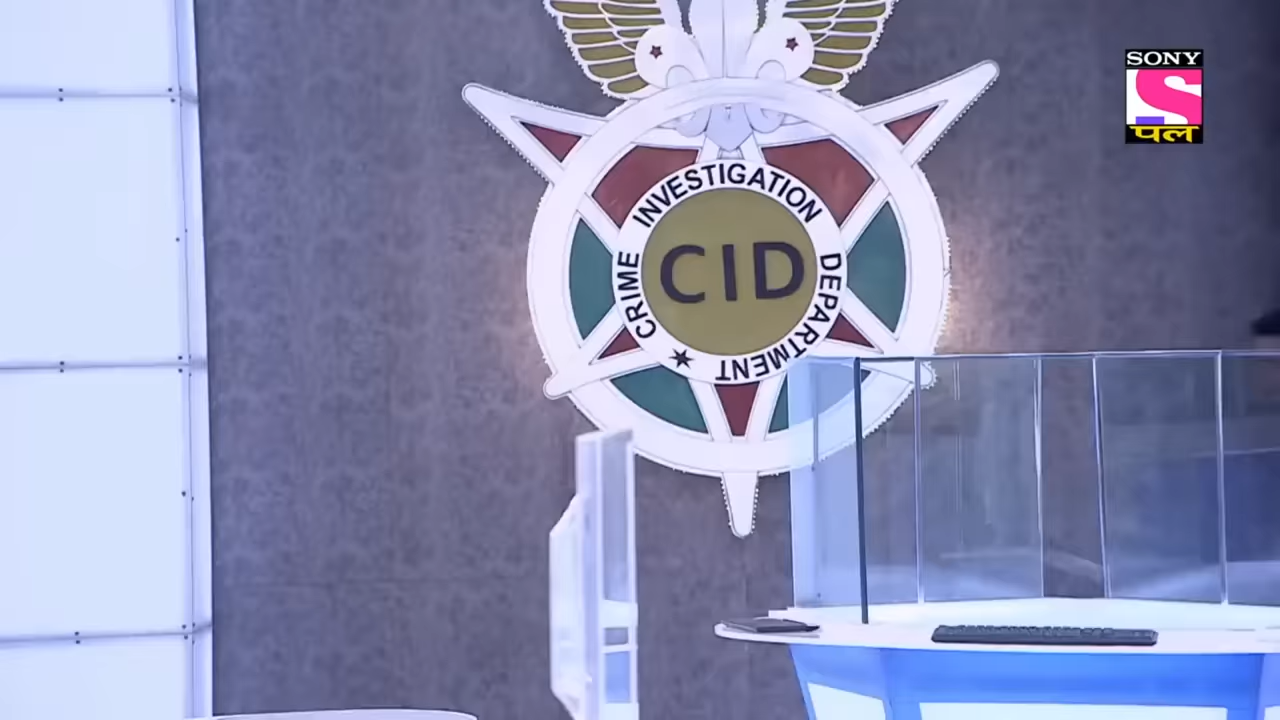 SONY
S
पल
CRIME INVESTIGATION DEPARTMENT
CID